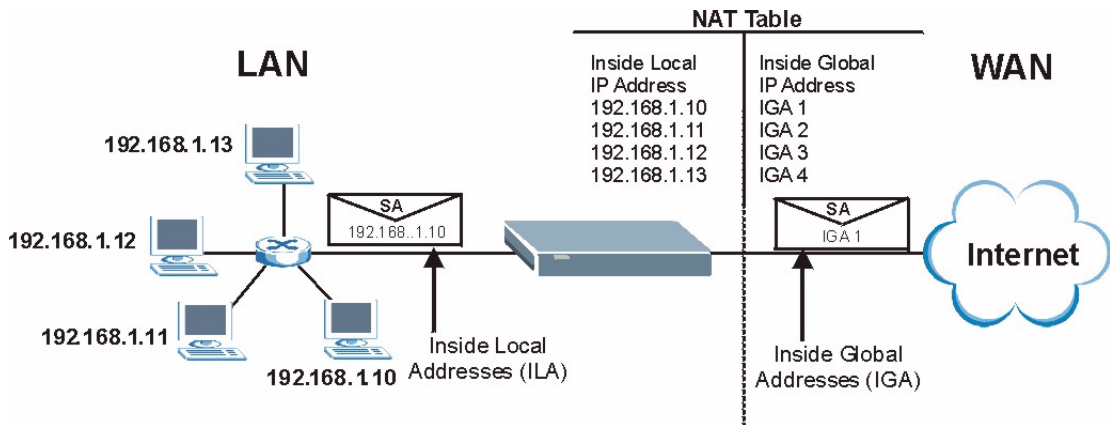 NAT Table
LAN
WAN
Inside Local
IP Address
192.168.1.10
192.168.1.11
192.168.1.12
192.168.1.13
Inside Global
IP Address
IGA 1
IGA 2
IGA 3
IGA 4
192.168.1.13
192.168.1.12
192.168.1.11
192.168.1.10
SA
192.168..1.10
SA
IGA 1
Internet
Inside Local
Addresses (ILA)
Inside Global
Addresses (IGA)